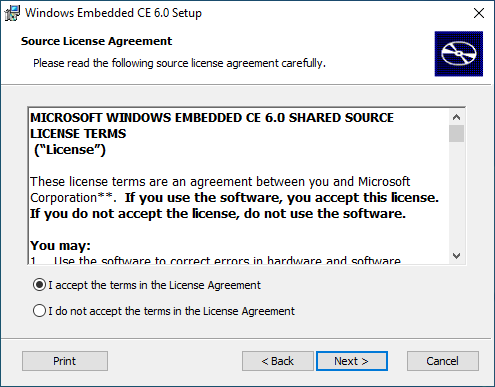 Windows Embedded CE 6.0 Setup
Source License Agreement
Please read the following source license agreement carefully.
MICROSOFT WINDOWS EMBEDDED CE 6.0 SHARED SOURCE
LICENSE TERMS
(“License”)
These license terms are an agreement between you and Microsoft
Corporation**.  If you use the software, you accept this license.
If you do not accept the license, do not use the software.
You may:
1.   Use the software to correct errors in hardware and software
I accept the terms in the License Agreement
I do not accept the terms in the License Agreement
Print
< Back
Next >
Cancel